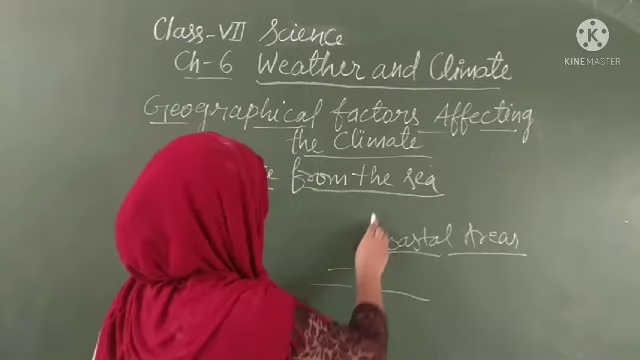 Class-VII Science
Ch-6 Weather and Climate
Geographical factors Affecting
the Climate
from the sea
Areas
KINEMASTER